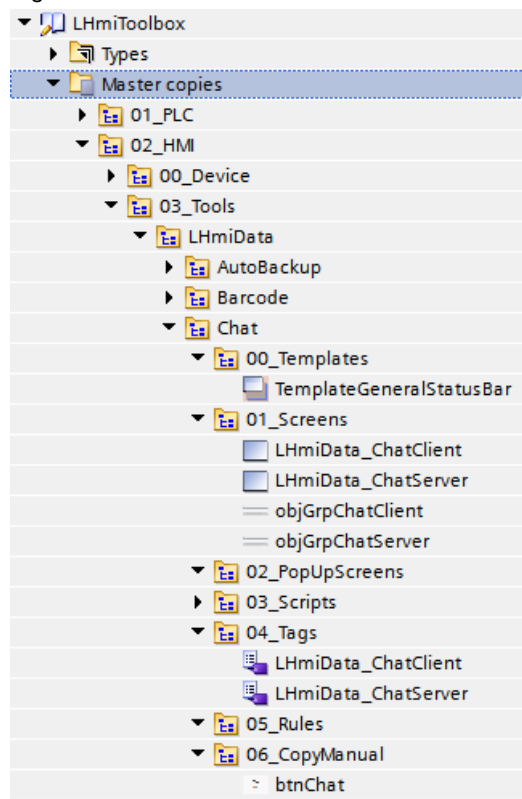 LHmiToolbox
Types
Master copies
01_PLC
02_HMI
00_Device
03_Tools
LHmiData
AutoBackup
Barcode
Chat
00_Templates
TemplateGeneralStatusBar
01_Screens
LHmiData_ChatClient
LHmiData_ChatServer
objGrpChatClient
objGrpChatServer
02_PopUpScreens
03_Scripts
04_Tags
LHmiData_ChatClient
LHmiData_ChatServer
05_Rules
06_CopyManual
btnChat